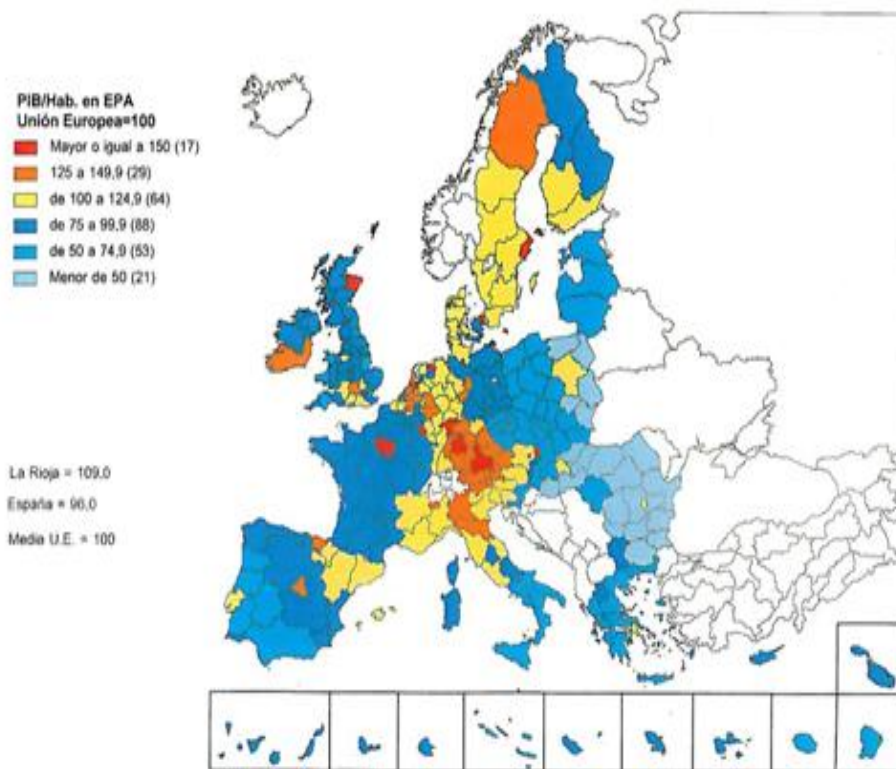 PIB/Hab. en EPA
Unión Europea=100
Mayor o igual a 150 (17)
125 a 149,9 (29)
de 100 a 124,9 (64)
de 75 a 99,9 (88)
de 50 a 74,9 (53)
Menor de 50 (21)
La Rioja = 109,0
España = 96,0
Media U.E. = 100